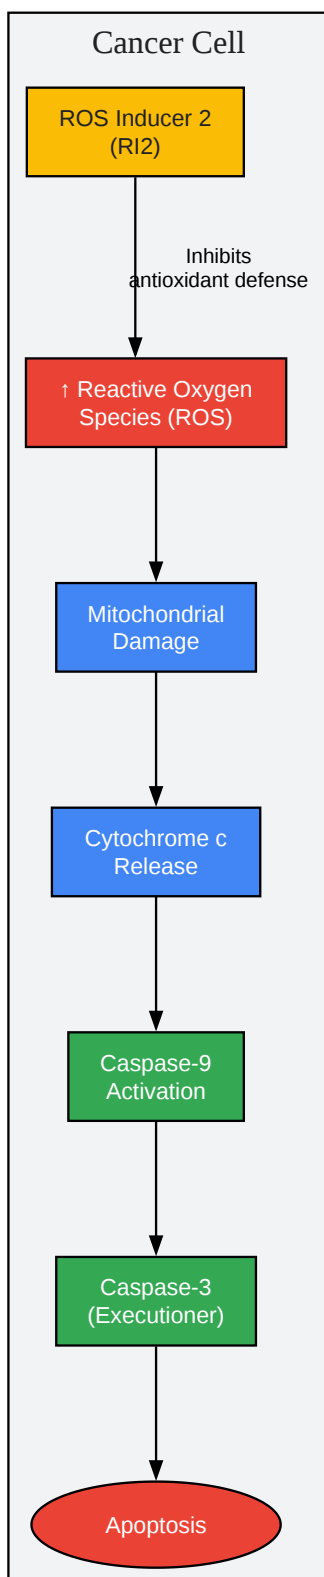 Cancer Cell
ROS Inducer 2
(RI2)
Inhibits
antioxidant defense
↑ Reactive Oxygen
Species (ROS)
Mitochondrial
Damage
Cytochrome c
Release
Caspase-9
Activation
Caspase-3
(Executioner)
Apoptosis